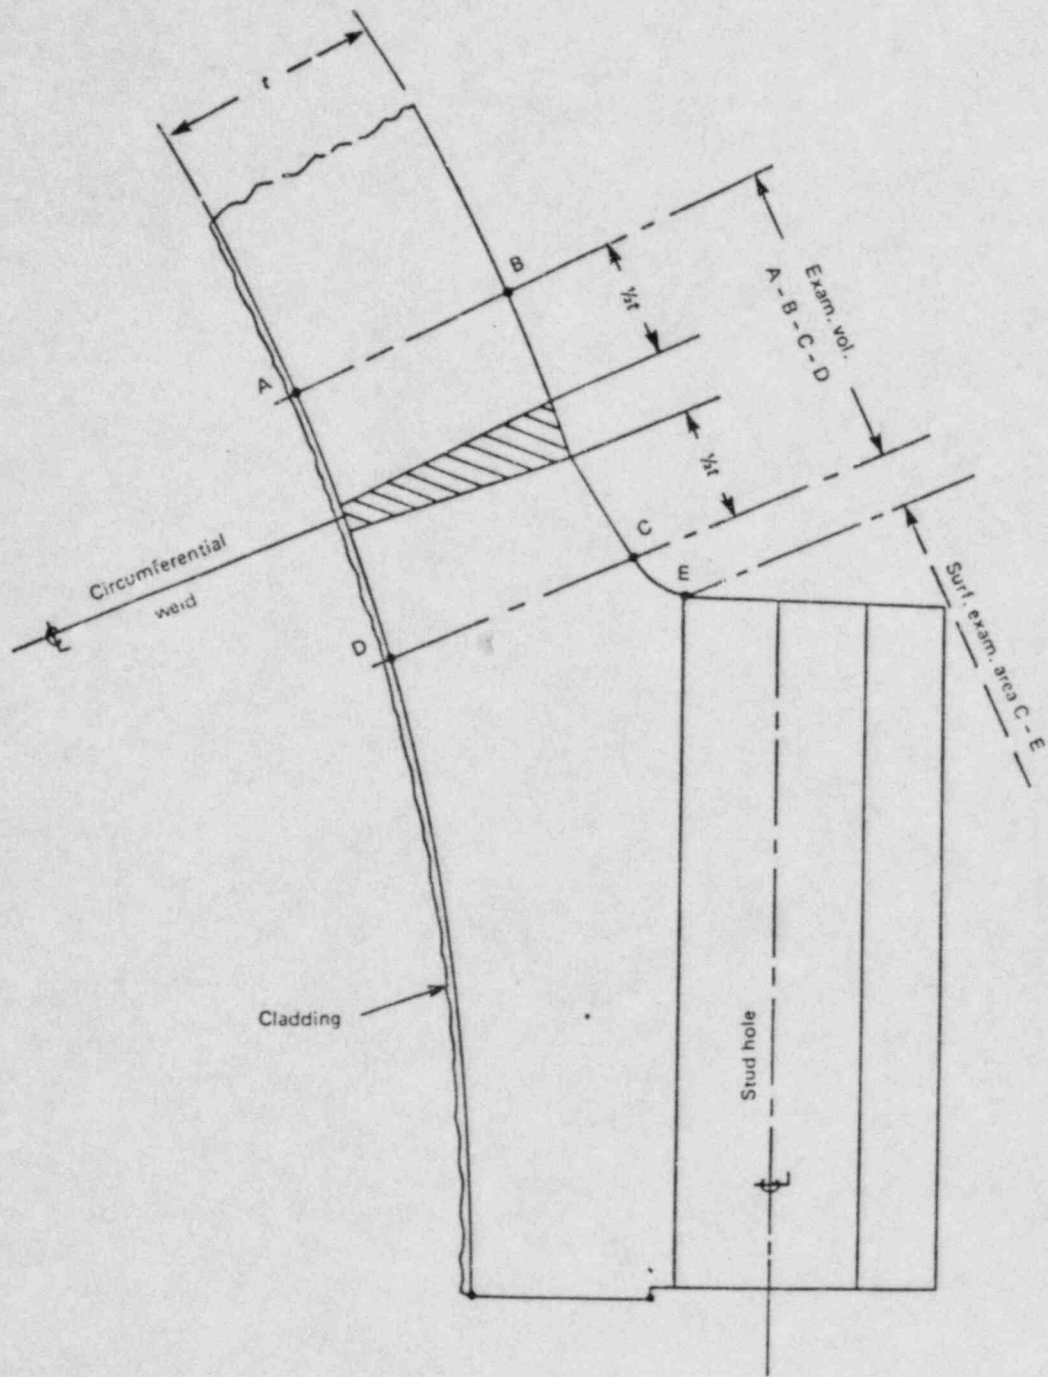 t
B
½t
Exam. vol.
A - B - C - D
A
½t
C
E
Circumferential
weld
℄
D
Surf. exam. area C - E
Cladding
Stud hole
℄